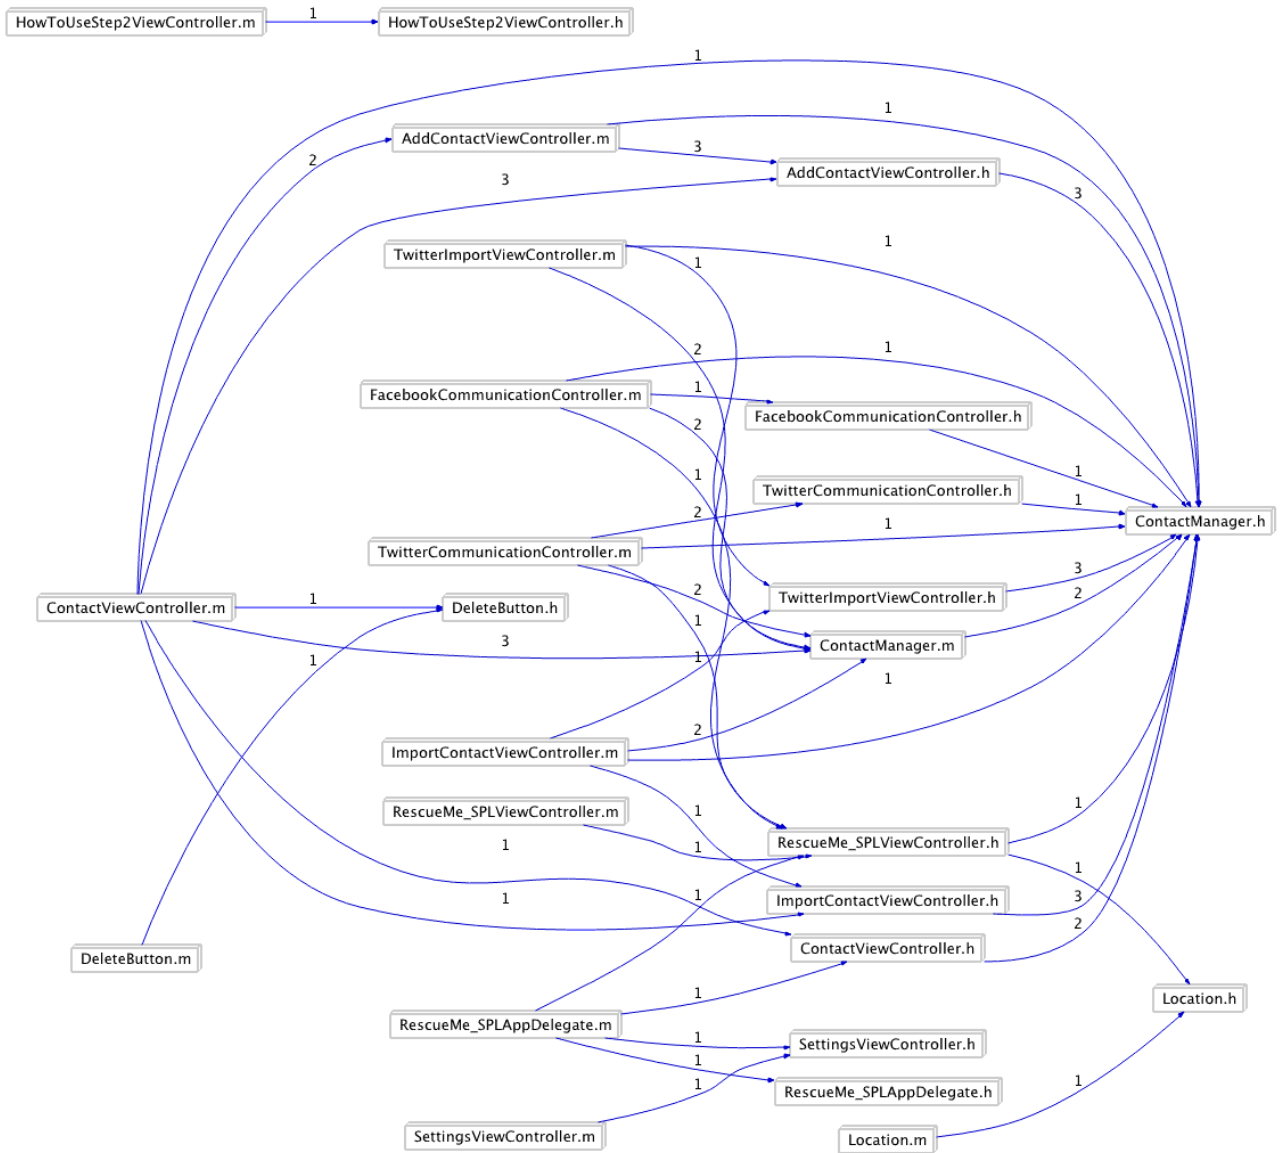 HowToUseStep2ViewController.m
1
HowToUseStep2ViewController.h
1
1
AddContactViewController.m
2
3
AddContactViewController.h
3
3
TwitterImportViewController.m
1
1
2
1
FacebookCommunicationController.m
1
FacebookCommunicationController.h
2
1
1
TwitterCommunicationController.h
1
2
1
ContactManager.h
TwitterCommunicationController.m
3
TwitterImportViewController.h
2
2
ContactViewController.m
1
DeleteButton.h
1
3
ContactManager.m
1
1
1
2
ImportContactViewController.m
RescueMe_SPLViewController.m
1
1
RescueMe_SPLViewController.h
1
1
1
1
1
ImportContactViewController.h
3
2
ContactViewController.h
DeleteButton.m
1
Location.h
RescueMe_SPLAppDelegate.m
1
SettingsViewController.h
1
1
RescueMe_SPLAppDelegate.h
1
SettingsViewController.m
Location.m